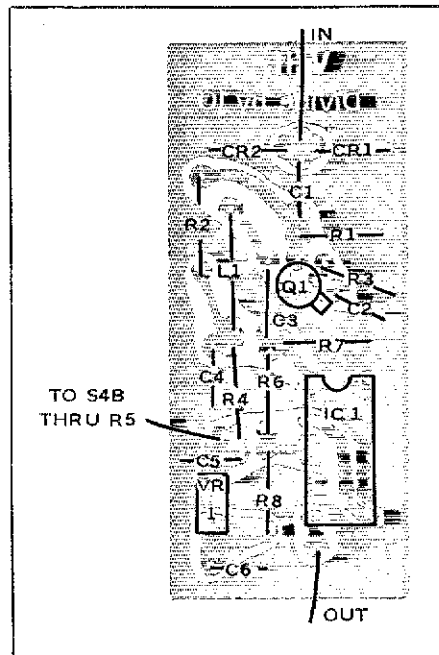 IN
CR2 CR1
C1
R2 R1
L1 Q1 R3
C3 C2
R7
C4 R6
R4 IC 1
TO S4B
THRU R5
C5
VR
1
R8
C6
OUT